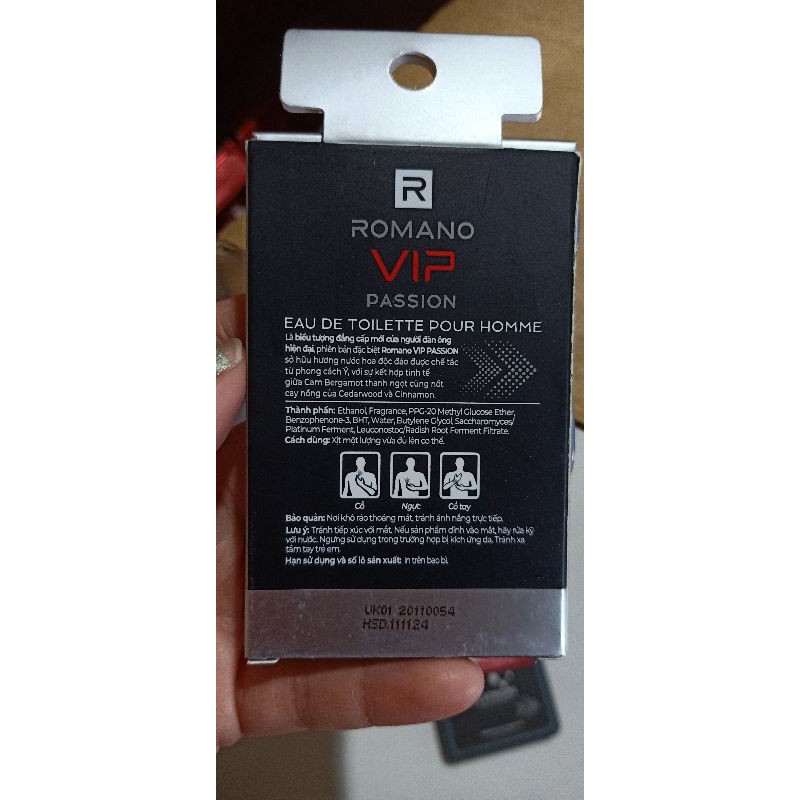 R
ROMANO
VIP
PASSION
EAU DE TOILETTE POUR HOMME
Là biểu tượng đẳng cấp mới của người đàn ông
hiện đại, phiên bản đặc biệt Romano VIP PASSION
sở hữu hương nước hoa độc đáo được chế tác
từ phong cách Ý, với sự kết hợp tinh tế
giữa Cam Bergamot thanh ngọt cùng nốt
cay nồng của Cedarwood và Cinnamon.
Thành phần: Ethanol, Fragrance, PPG-20 Methyl Glucose Ether,
Benzophenone-3, BHT, Water, Butylene Glycol, Saccharomyces/
Platinum Ferment, Leuconostoc/Radish Root Ferment Filtrate.
Cách dùng: Xịt một lượng vừa đủ lên cơ thể.
Cổ Ngực Cổ tay
Bảo quản: Nơi khô ráo thoáng mát, tránh ánh nắng trực tiếp.
Lưu ý: Tránh tiếp xúc với mắt. Nếu sản phẩm dính vào mắt, hãy rửa kỹ
với nước. Ngưng sử dụng trong trường hợp bị kích ứng da. Tránh xa
tầm tay trẻ em.
Hạn sử dụng và số lô sản xuất: In trên bao bì.
UK01 20110054
HSD.111124